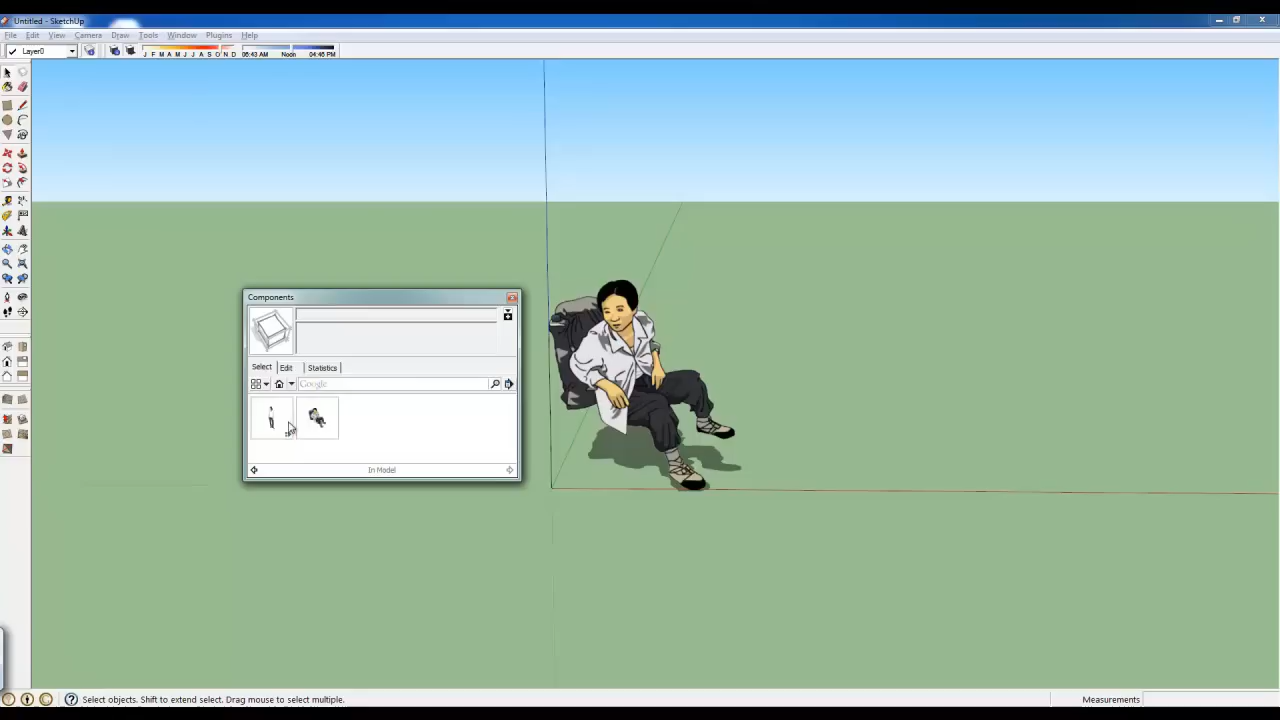 Untitled - SketchUp
File Edit View Camera Draw Tools Window Plugins Help
Layer0
J F M A M J J A S O N D 06:43 AM Noon 04:46 PM
Components
Select Edit Statistics
Google
In Model
Select objects. Shift to extend select. Drag mouse to select multiple.
Measurements